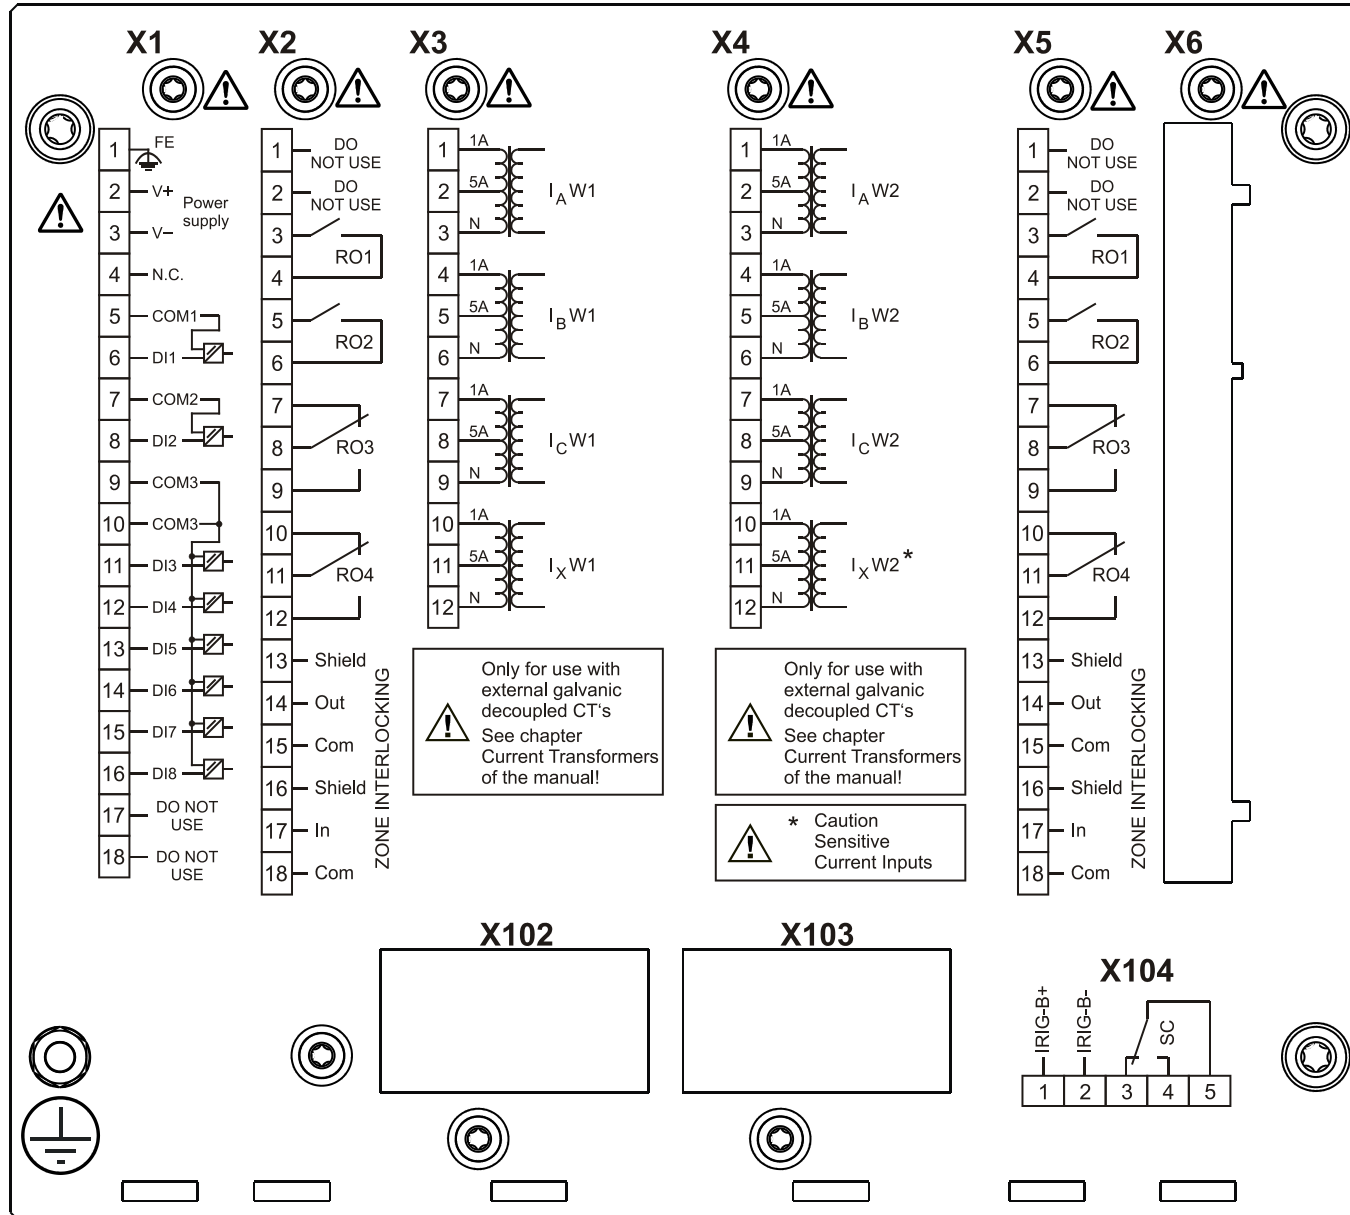 X1
X2
X3
X4
X5
X6
1
FE
2
V+
Power
supply
3
V–
4
N.C.
5
COM1
6
DI1
7
COM2
8
DI2
9
COM3
10
COM3
11
DI3
12
DI4
13
DI5
14
DI6
15
DI7
16
DI8
17
DO NOT
USE
18
DO NOT
USE
1
DO
NOT USE
2
DO
NOT USE
3
RO1
4
5
RO2
6
7
8
RO3
9
10
11
RO4
12
13
Shield
14
Out
15
Com
16
Shield
17
In
18
Com
ZONE INTERLOCKING
1
1A
2
5A
IA W1
3
N
4
1A
5
5A
IB W1
6
N
7
1A
8
5A
IC W1
9
N
10
1A
11
5A
IX W1
12
N
Only for use with
external galvanic
decoupled CT‘s
See chapter
Current Transformers
of the manual!
1
1A
2
5A
IA W2
3
N
4
1A
5
5A
IB W2
6
N
7
1A
8
5A
IC W2
9
N
10
1A
11
5A
IX W2 *
12
N
Only for use with
external galvanic
decoupled CT‘s
See chapter
Current Transformers
of the manual!
* Caution
Sensitive
Current Inputs
1
DO
NOT USE
2
DO
NOT USE
3
RO1
4
5
RO2
6
7
8
RO3
9
10
11
RO4
12
13
Shield
14
Out
15
Com
16
Shield
17
In
18
Com
ZONE INTERLOCKING
X102
X103
X104
IRIG-B+
IRIG-B-
SC
1 2 3 4 5